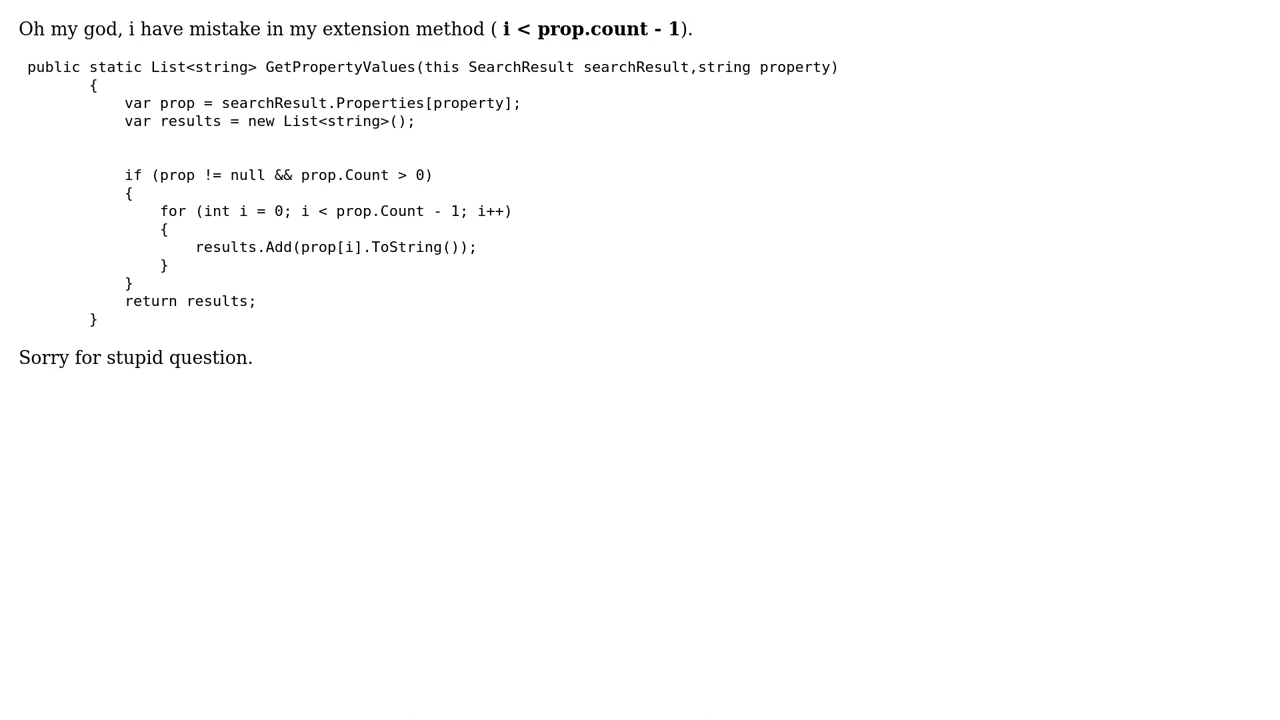 Oh my god, i have mistake in my extension method ( i < prop.count - 1).
public static List<string> GetPropertyValues(this SearchResult searchResult,string property)
{
var prop = searchResult.Properties[property];
var results = new List<string>();
if (prop != null && prop.Count > 0)
{
for (int i = 0; i < prop.Count - 1; i++)
{
results.Add(prop[i].ToString());
}
}
return results;
}
Sorry for stupid question.